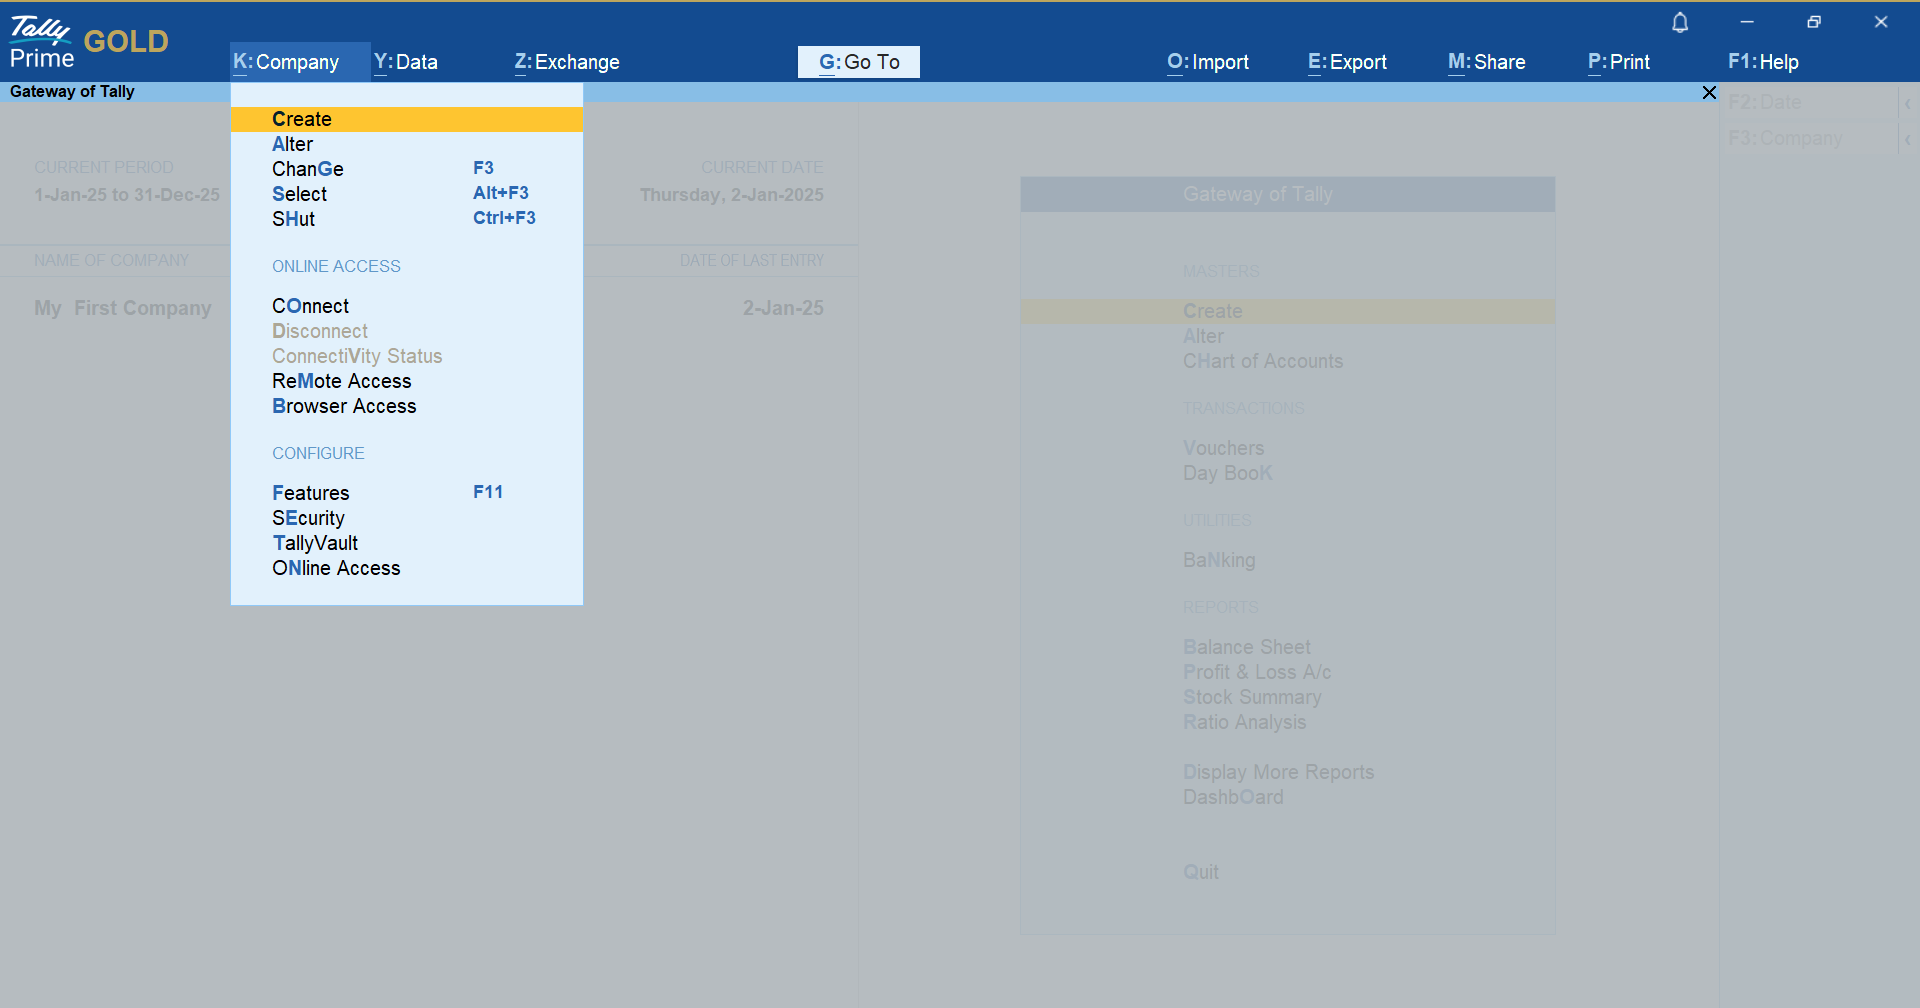 Tally Prime GOLD
K:Company Y:Data Z:Exchange G:Go To O:Import E:Export M:Share P:Print F1:Help
Gateway of Tally
F2:Date
F3:Company
Create
Alter
ChanGe F3
Select Alt+F3
SHut Ctrl+F3
ONLINE ACCESS
COnnect
Disconnect
ConnectiVity Status
ReMote Access
Browser Access
CONFIGURE
Features F11
SEcurity
TallyVault
ONline Access
CURRENT PERIOD CURRENT DATE
1-Jan-25 to 31-Dec-25 Thursday, 2-Jan-2025
NAME OF COMPANY DATE OF LAST ENTRY
My First Company 2-Jan-25
Gateway of Tally
MASTERS
Create
Alter
CHart of Accounts
TRANSACTIONS
Vouchers
Day BooK
UTILITIES
BaNking
REPORTS
Balance Sheet
Profit & Loss A/c
Stock Summary
Ratio Analysis
Display More Reports
DashbOard
Quit